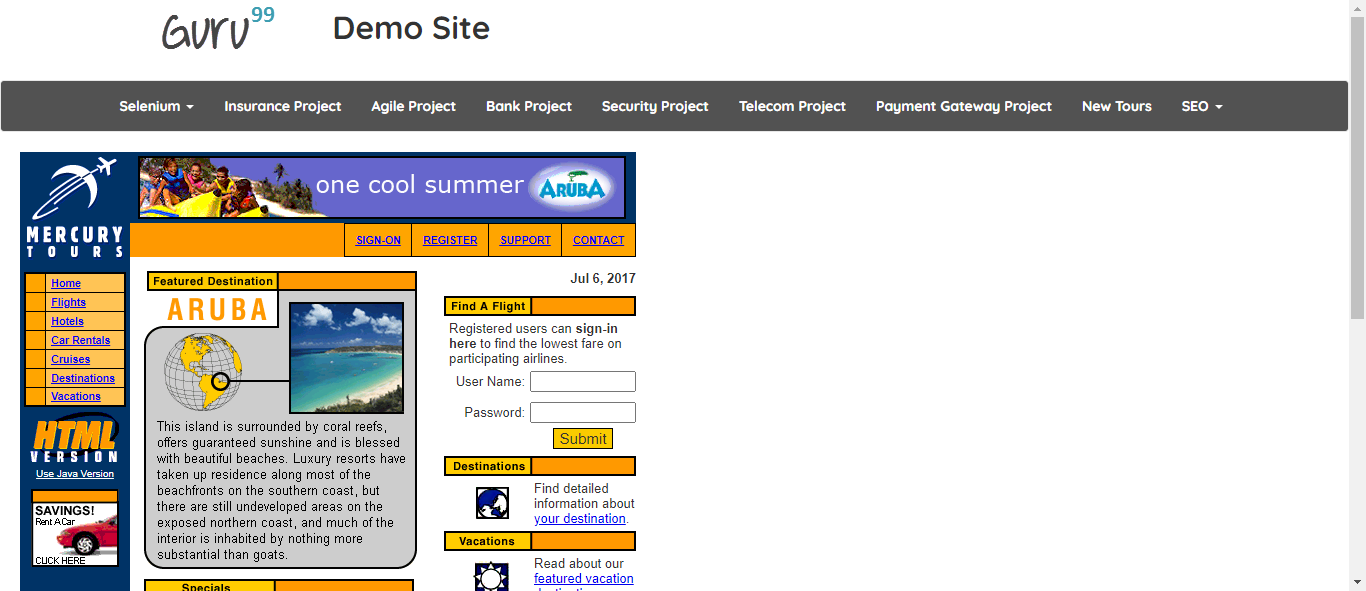 Guru99
Demo Site
Selenium
Insurance Project
Agile Project
Bank Project
Security Project
Telecom Project
Payment Gateway Project
New Tours
SEO
MERCURY
TOURS
one cool summer
ARUBA
SIGN-ON
REGISTER
SUPPORT
CONTACT
Home
Flights
Hotels
Car Rentals
Cruises
Destinations
Vacations
HTML
VERSION
Use Java Version
SAVINGS!
Rent A Car
CLICK HERE
Featured Destination
ARUBA
This island is surrounded by coral reefs,
offers guaranteed sunshine and is blessed
with beautiful beaches. Luxury resorts have
taken up residence along most of the
beachfronts on the southern coast, but
there are still undeveloped areas on the
exposed northern coast, and much of the
interior is inhabited by nothing more
substantial than goats.
Specials
Jul 6, 2017
Find A Flight
Registered users can sign-in
here to find the lowest fare on
participating airlines.
User Name:
Password:
Submit
Destinations
Find detailed
information about
your destination.
Vacations
Read about our
featured vacation